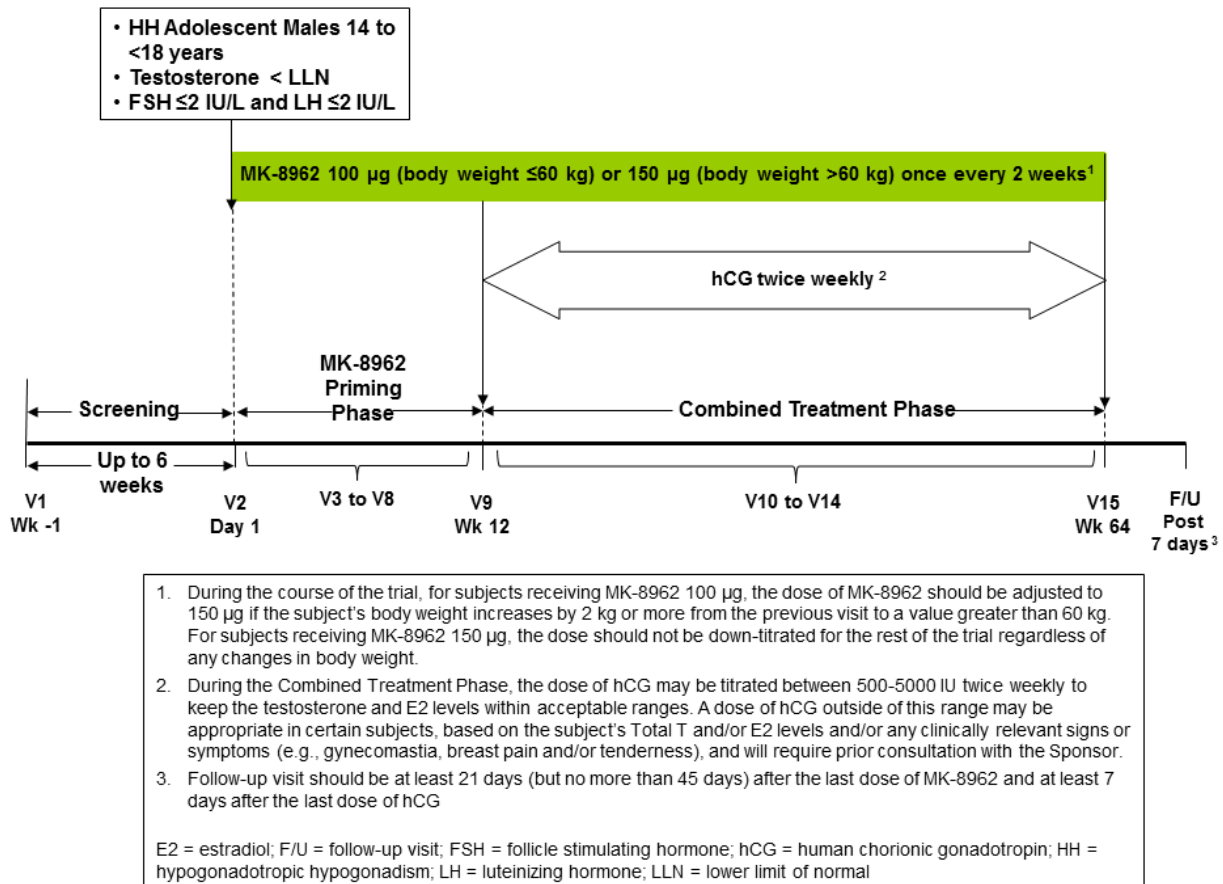 • HH Adolescent Males 14 to
<18 years
• Testosterone < LLN
• FSH ≤2 IU/L and LH ≤2 IU/L
MK-8962 100 µg (body weight ≤60 kg) or 150 µg (body weight >60 kg) once every 2 weeks¹
hCG twice weekly ²
MK-8962
Priming
Phase
Screening
Combined Treatment Phase
Up to 6
weeks
V1
Wk -1
V2
Day 1
V3 to V8
V9
Wk 12
V10 to V14
V15
Wk 64
F/U
Post
7 days ³
1. During the course of the trial, for subjects receiving MK-8962 100 µg, the dose of MK-8962 should be adjusted to
150 µg if the subject's body weight increases by 2 kg or more from the previous visit to a value greater than 60 kg.
For subjects receiving MK-8962 150 µg, the dose should not be down-titrated for the rest of the trial regardless of
any changes in body weight.
2. During the Combined Treatment Phase, the dose of hCG may be titrated between 500-5000 IU twice weekly to
keep the testosterone and E2 levels within acceptable ranges. A dose of hCG outside of this range may be
appropriate in certain subjects, based on the subject's Total T and/or E2 levels and/or any clinically relevant signs or
symptoms (e.g., gynecomastia, breast pain and/or tenderness), and will require prior consultation with the Sponsor.
3. Follow-up visit should be at least 21 days (but no more than 45 days) after the last dose of MK-8962 and at least 7
days after the last dose of hCG
E2 = estradiol; F/U = follow-up visit; FSH = follicle stimulating hormone; hCG = human chorionic gonadotropin; HH =
hypogonadotropic hypogonadism; LH = luteinizing hormone; LLN = lower limit of normal